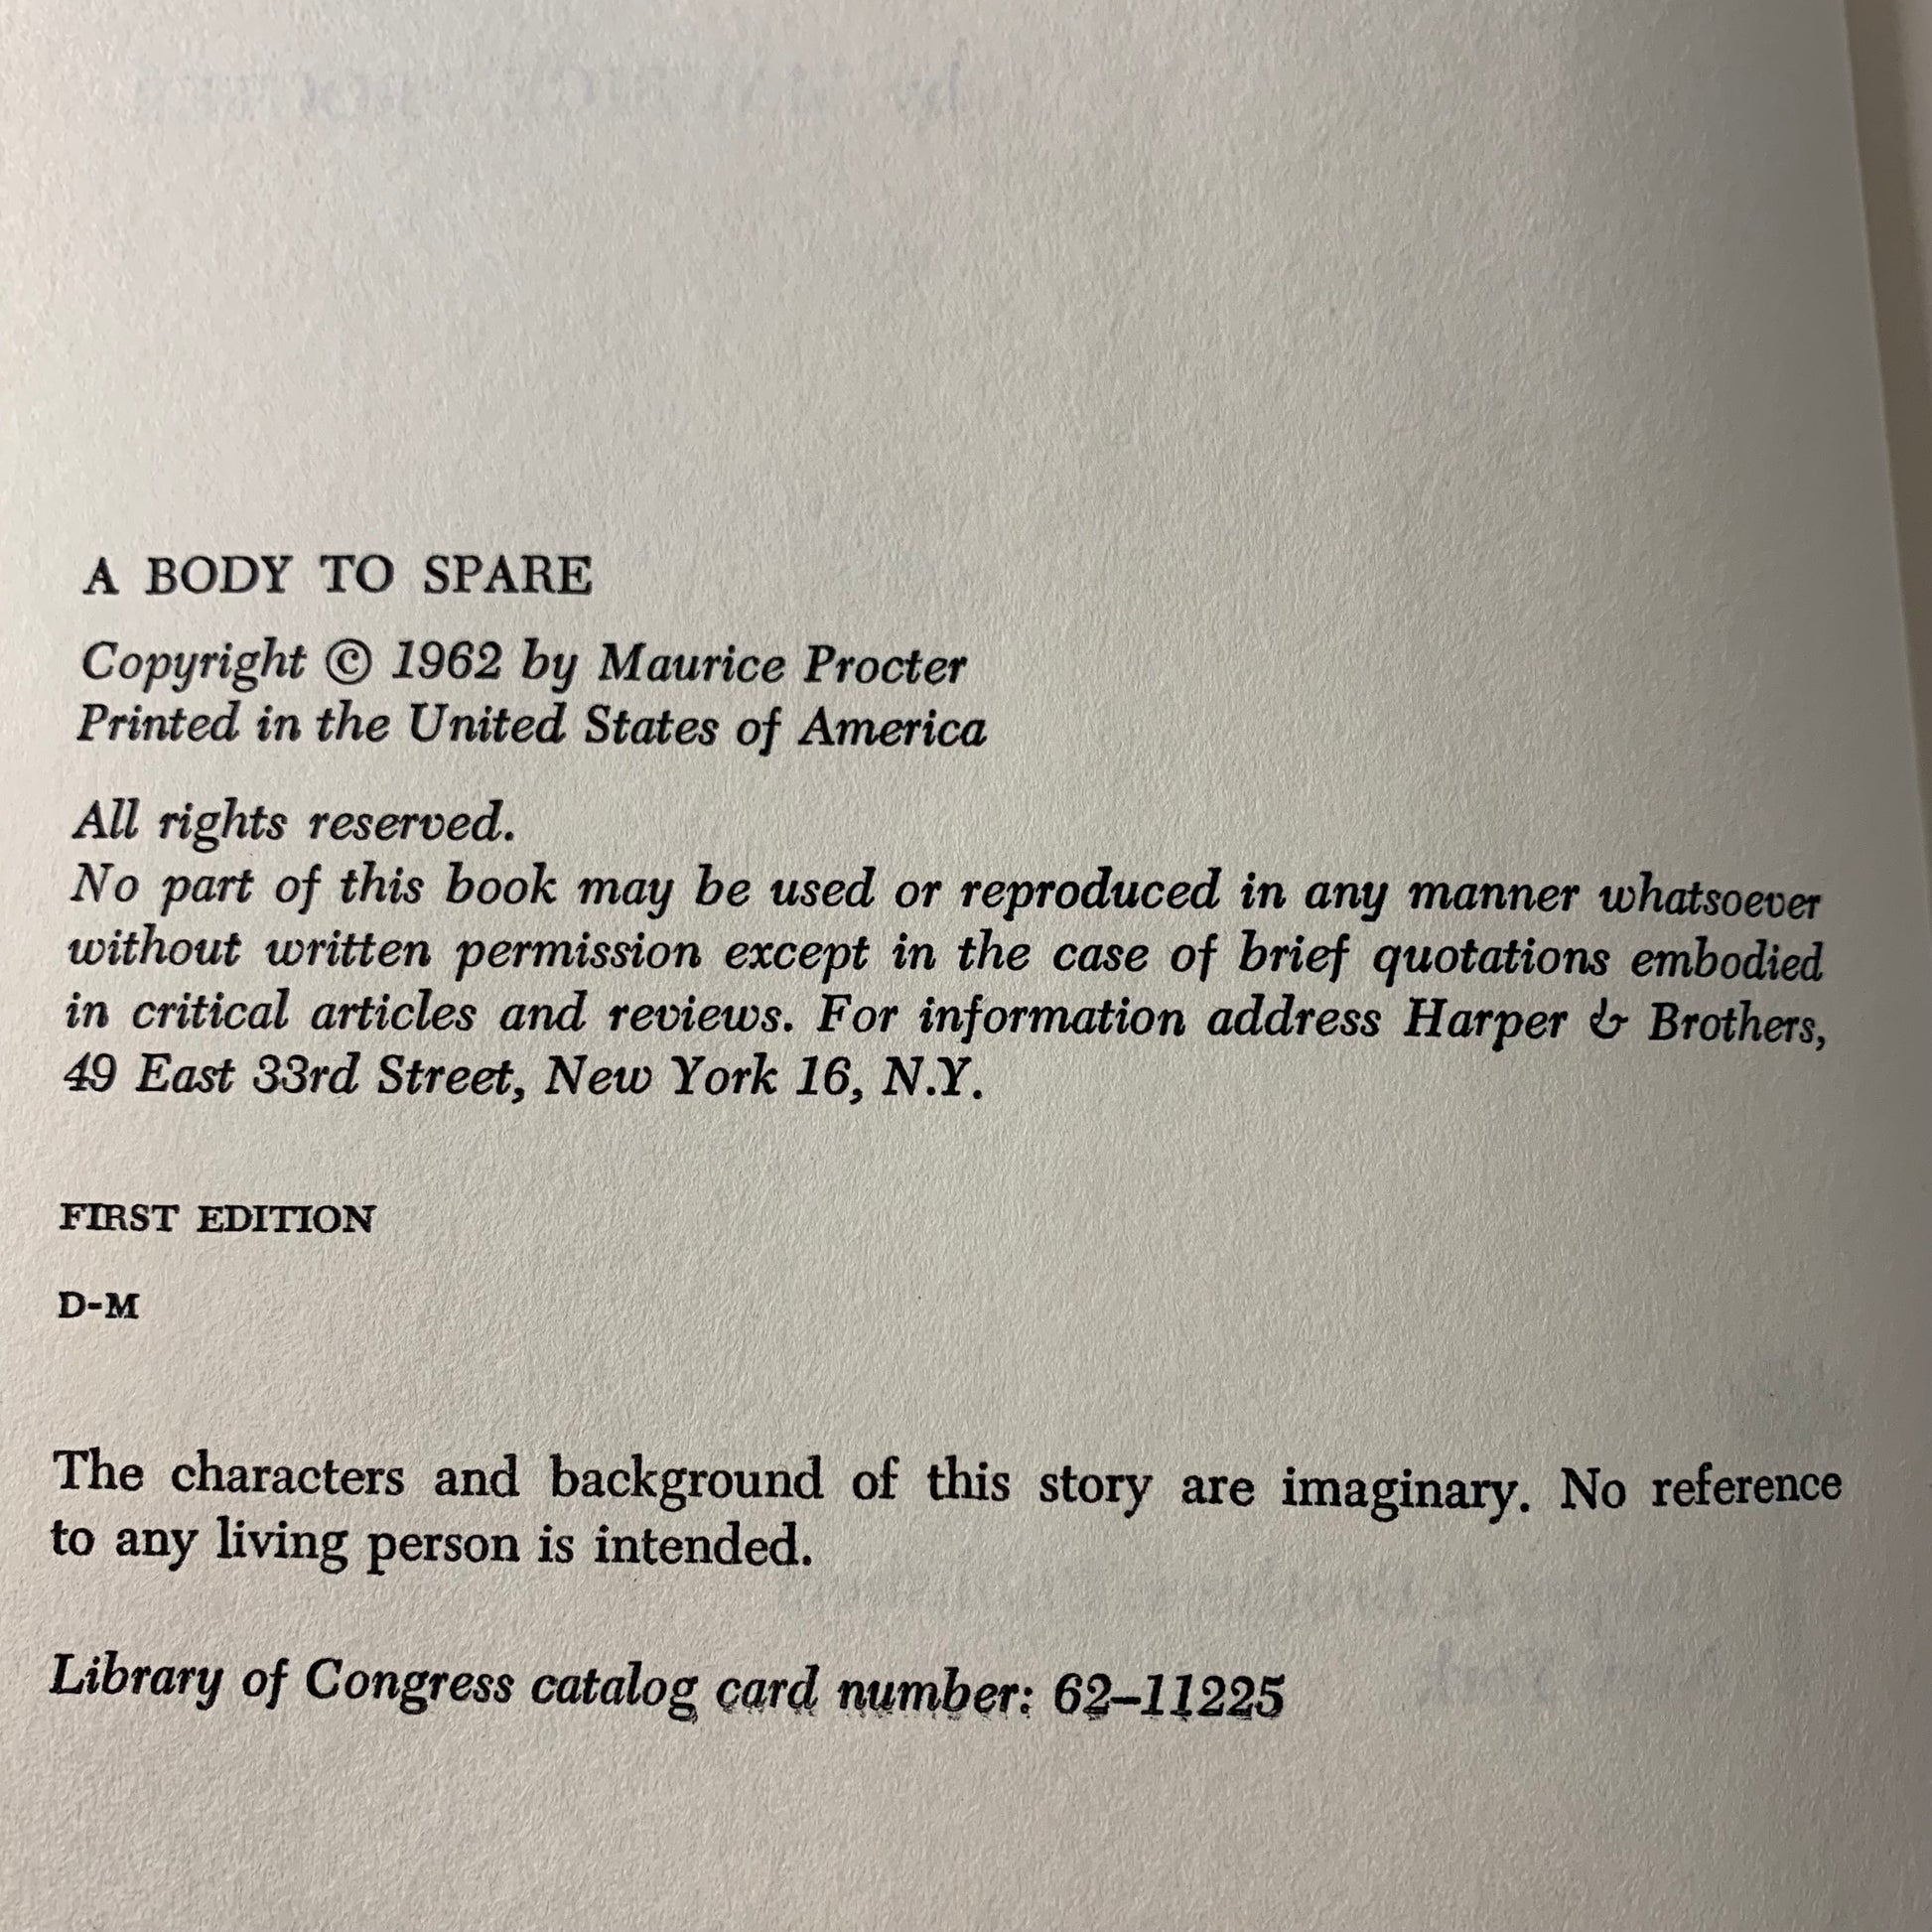 A BODY TO SPARE
Copyright © 1962 by Maurice Procter
Printed in the United States of America
All rights reserved.
No part of this book may be used or reproduced in any manner whatsoever
without written permission except in the case of brief quotations embodied
in critical articles and reviews. For information address Harper & Brothers,
49 East 33rd Street, New York 16, N.Y.
FIRST EDITION
D-M
The characters and background of this story are imaginary. No reference
to any living person is intended.
Library of Congress catalog card number: 62–11225